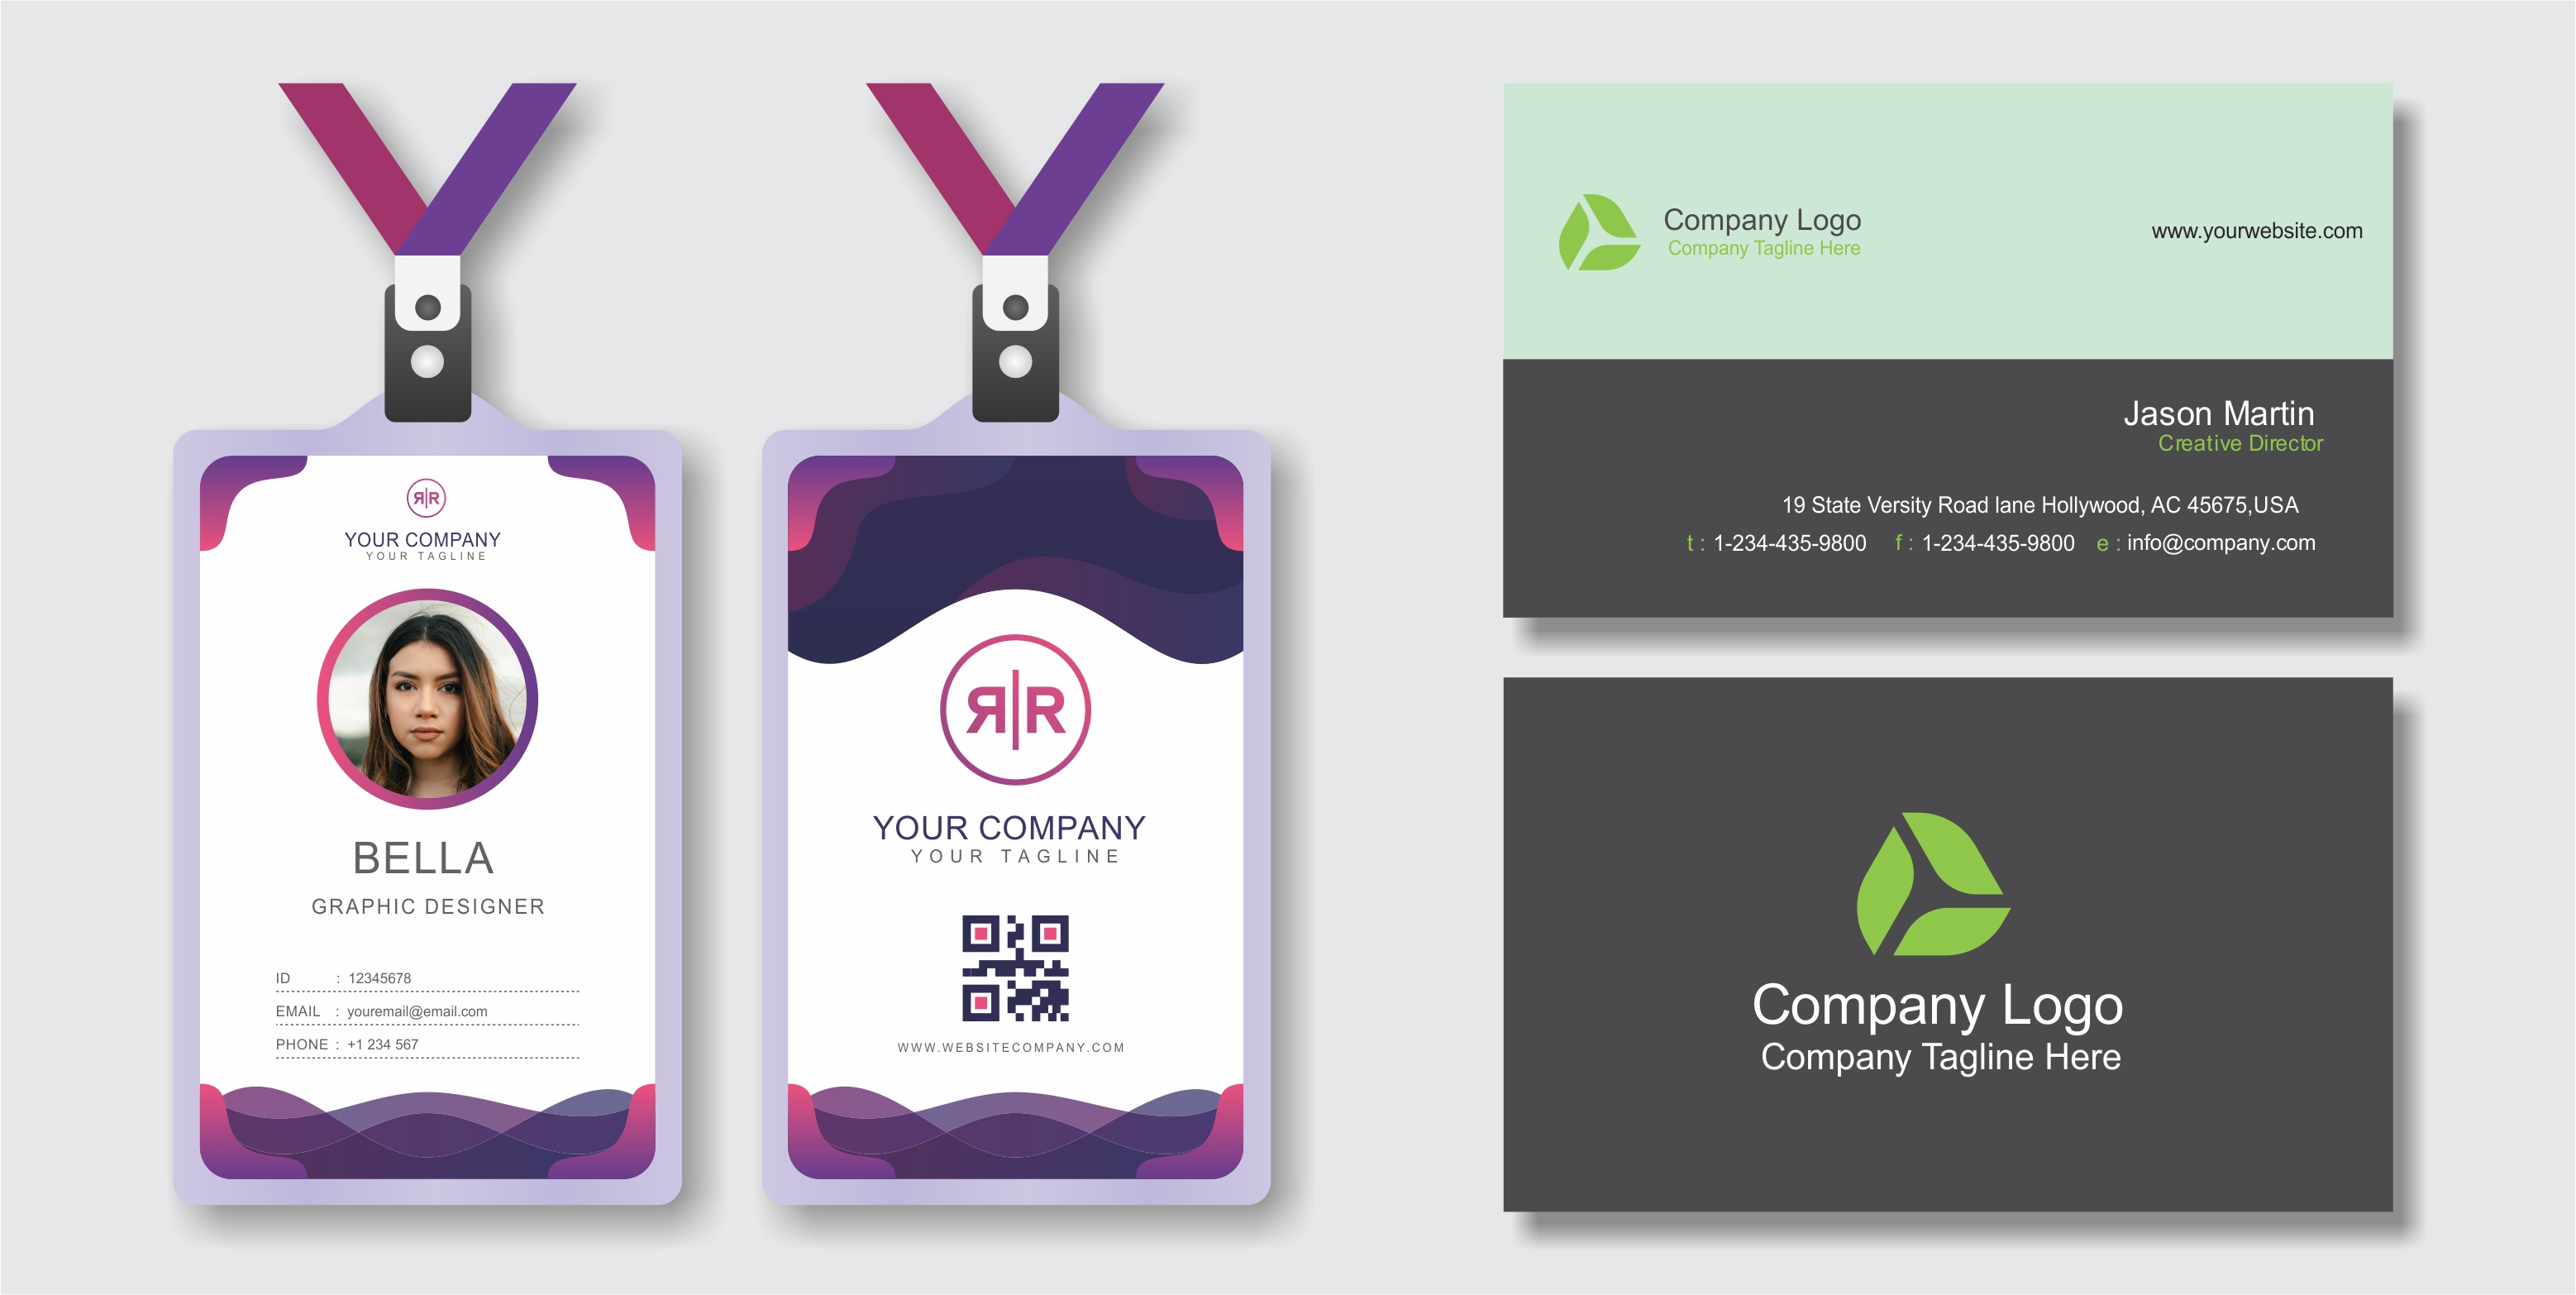 ЯR
YOUR COMPANY
YOUR TAGLINE
BELLA
GRAPHIC DESIGNER
ID : 12345678
EMAIL : youremail@email.com
PHONE : +1 234 567
ЯR
YOUR COMPANY
YOUR TAGLINE
WWW.WEBSITECOMPANY.COM
Company Logo
Company Tagline Here
www.yourwebsite.com
Jason Martin
Creative Director
19 State Versity Road lane Hollywood, AC 45675,USA
t : 1-234-435-9800 f : 1-234-435-9800 e : info@company.com
Company Logo
Company Tagline Here